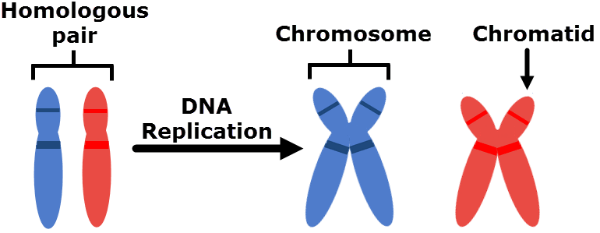 Homologous
pair
Chromosome
Chromatid
DNA
Replication